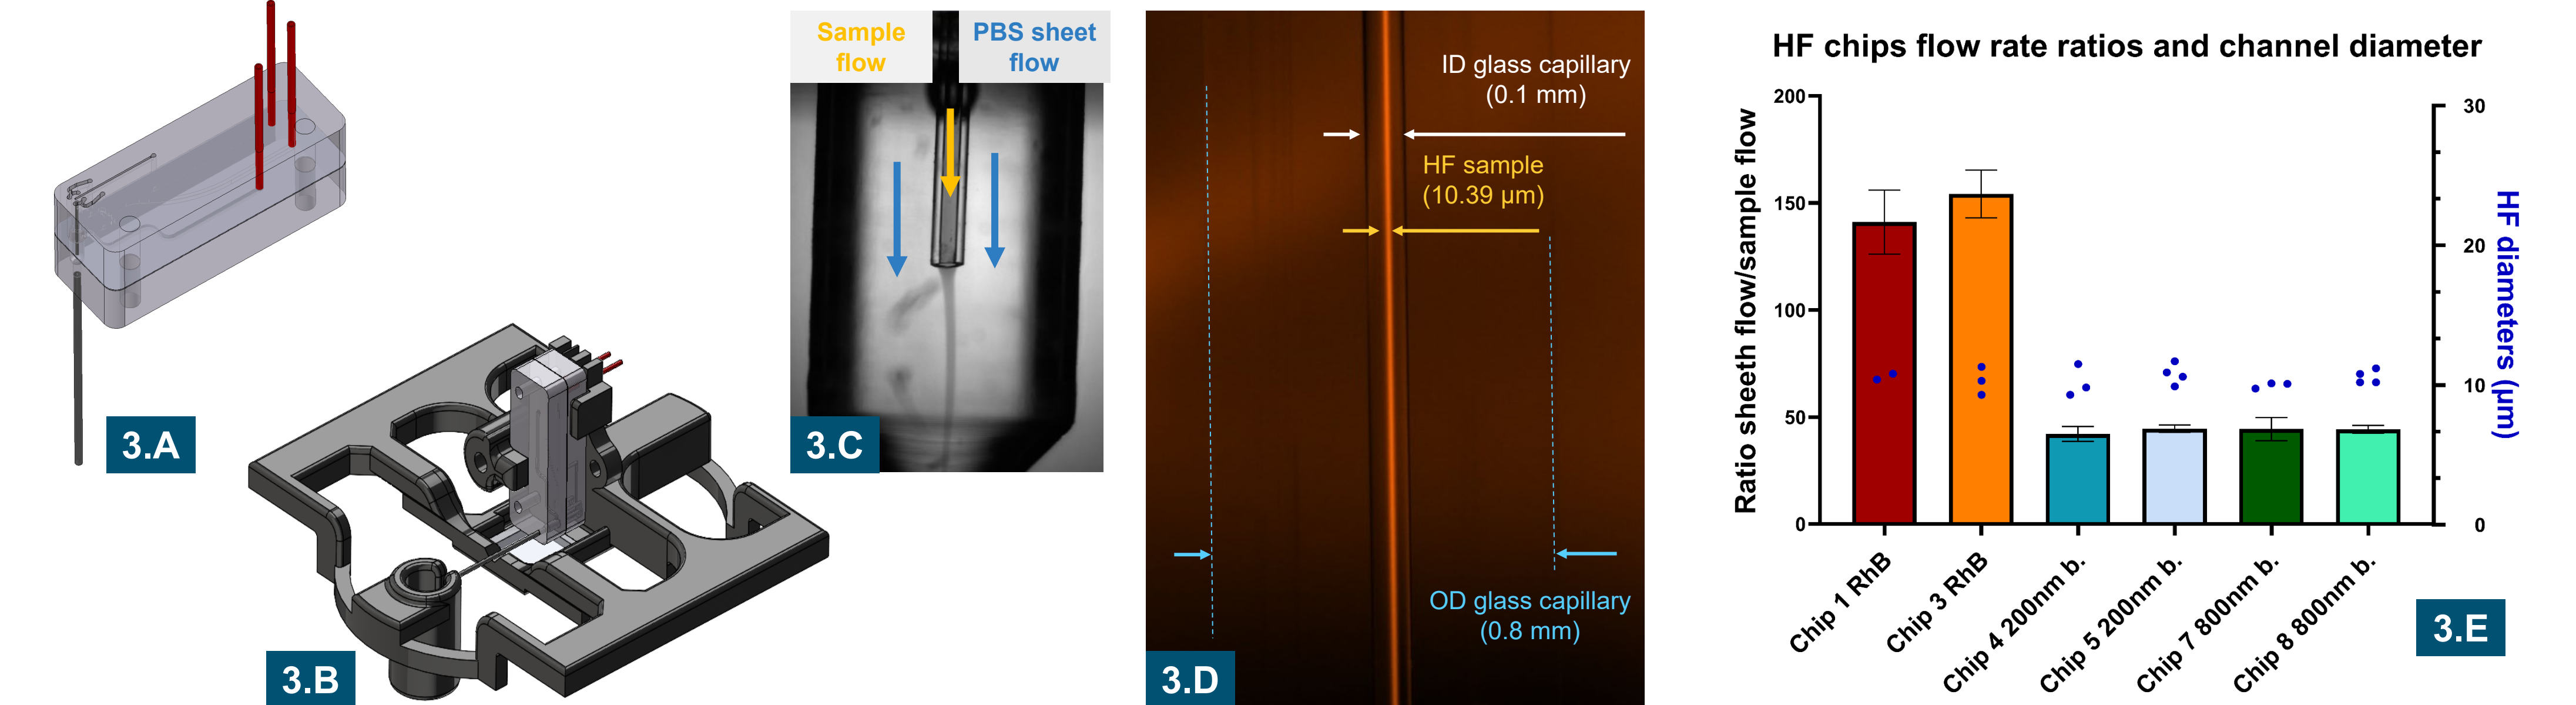 3.A
3.B
Sample
flow
PBS sheet
flow
3.C
ID glass capillary
(0.1 mm)
HF sample
(10.39 µm)
OD glass capillary
(0.8 mm)
3.D
HF chips flow rate ratios and channel diameter
Ratio sheeth flow/sample flow
200
150
100
50
0
30
20
10
0
HF diameters (µm)
Chip 1 RhB
Chip 3 RhB
Chip 4 200nm b.
Chip 5 200nm b.
Chip 7 800nm b.
Chip 8 800nm b.
3.E